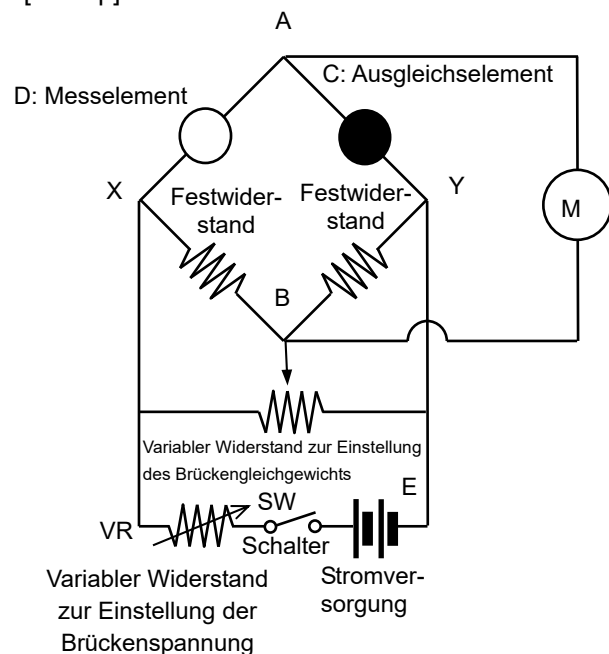 A
C: Ausgleichselement
D: Messelement
X
Y
Festwider-
stand
Festwider-
stand
M
B
Variabler Widerstand zur Einstellung
des Brückengleichgewichts
E
SW
VR
Schalter
Variabler Widerstand
zur Einstellung der
Brückenspannung
Stromver-
sorgung